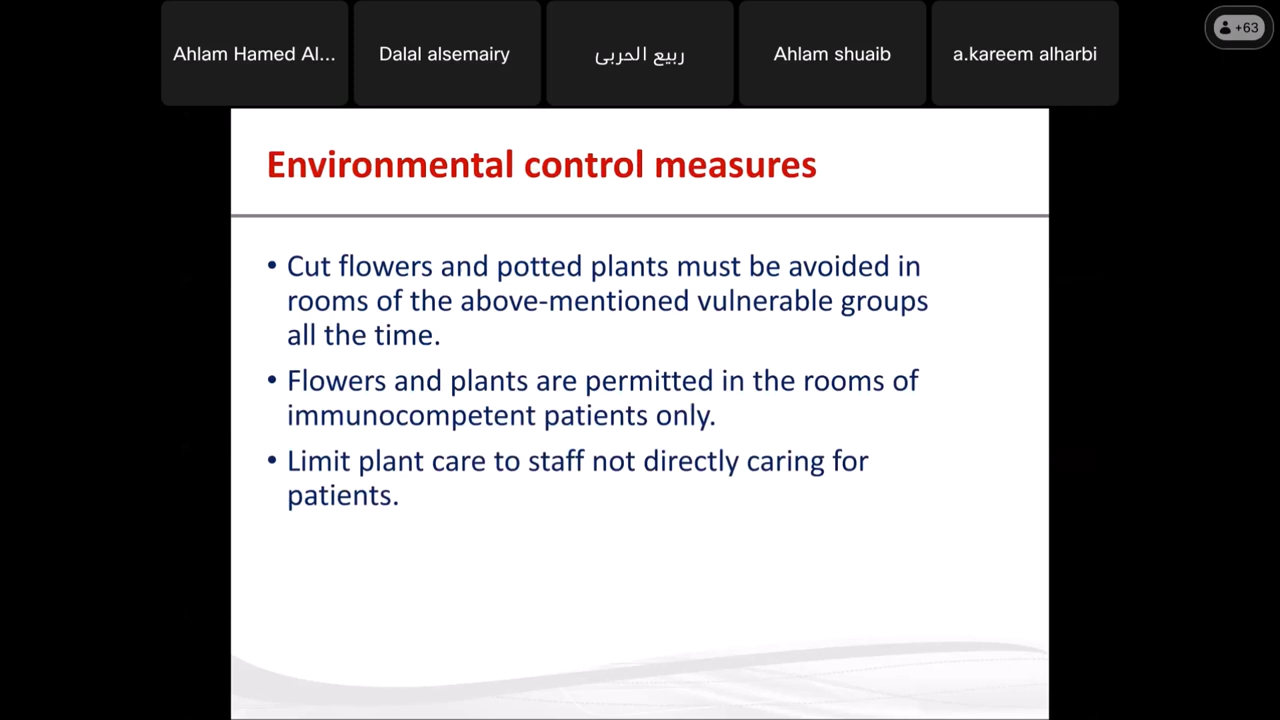 Ahlam Hamed Al...
Dalal alsemairy
ربيع الحربى
Ahlam shuaib
a.kareem alharbi
+63
Environmental control measures
• Cut flowers and potted plants must be avoided in
rooms of the above-mentioned vulnerable groups
all the time.
• Flowers and plants are permitted in the rooms of
immunocompetent patients only.
• Limit plant care to staff not directly caring for
patients.